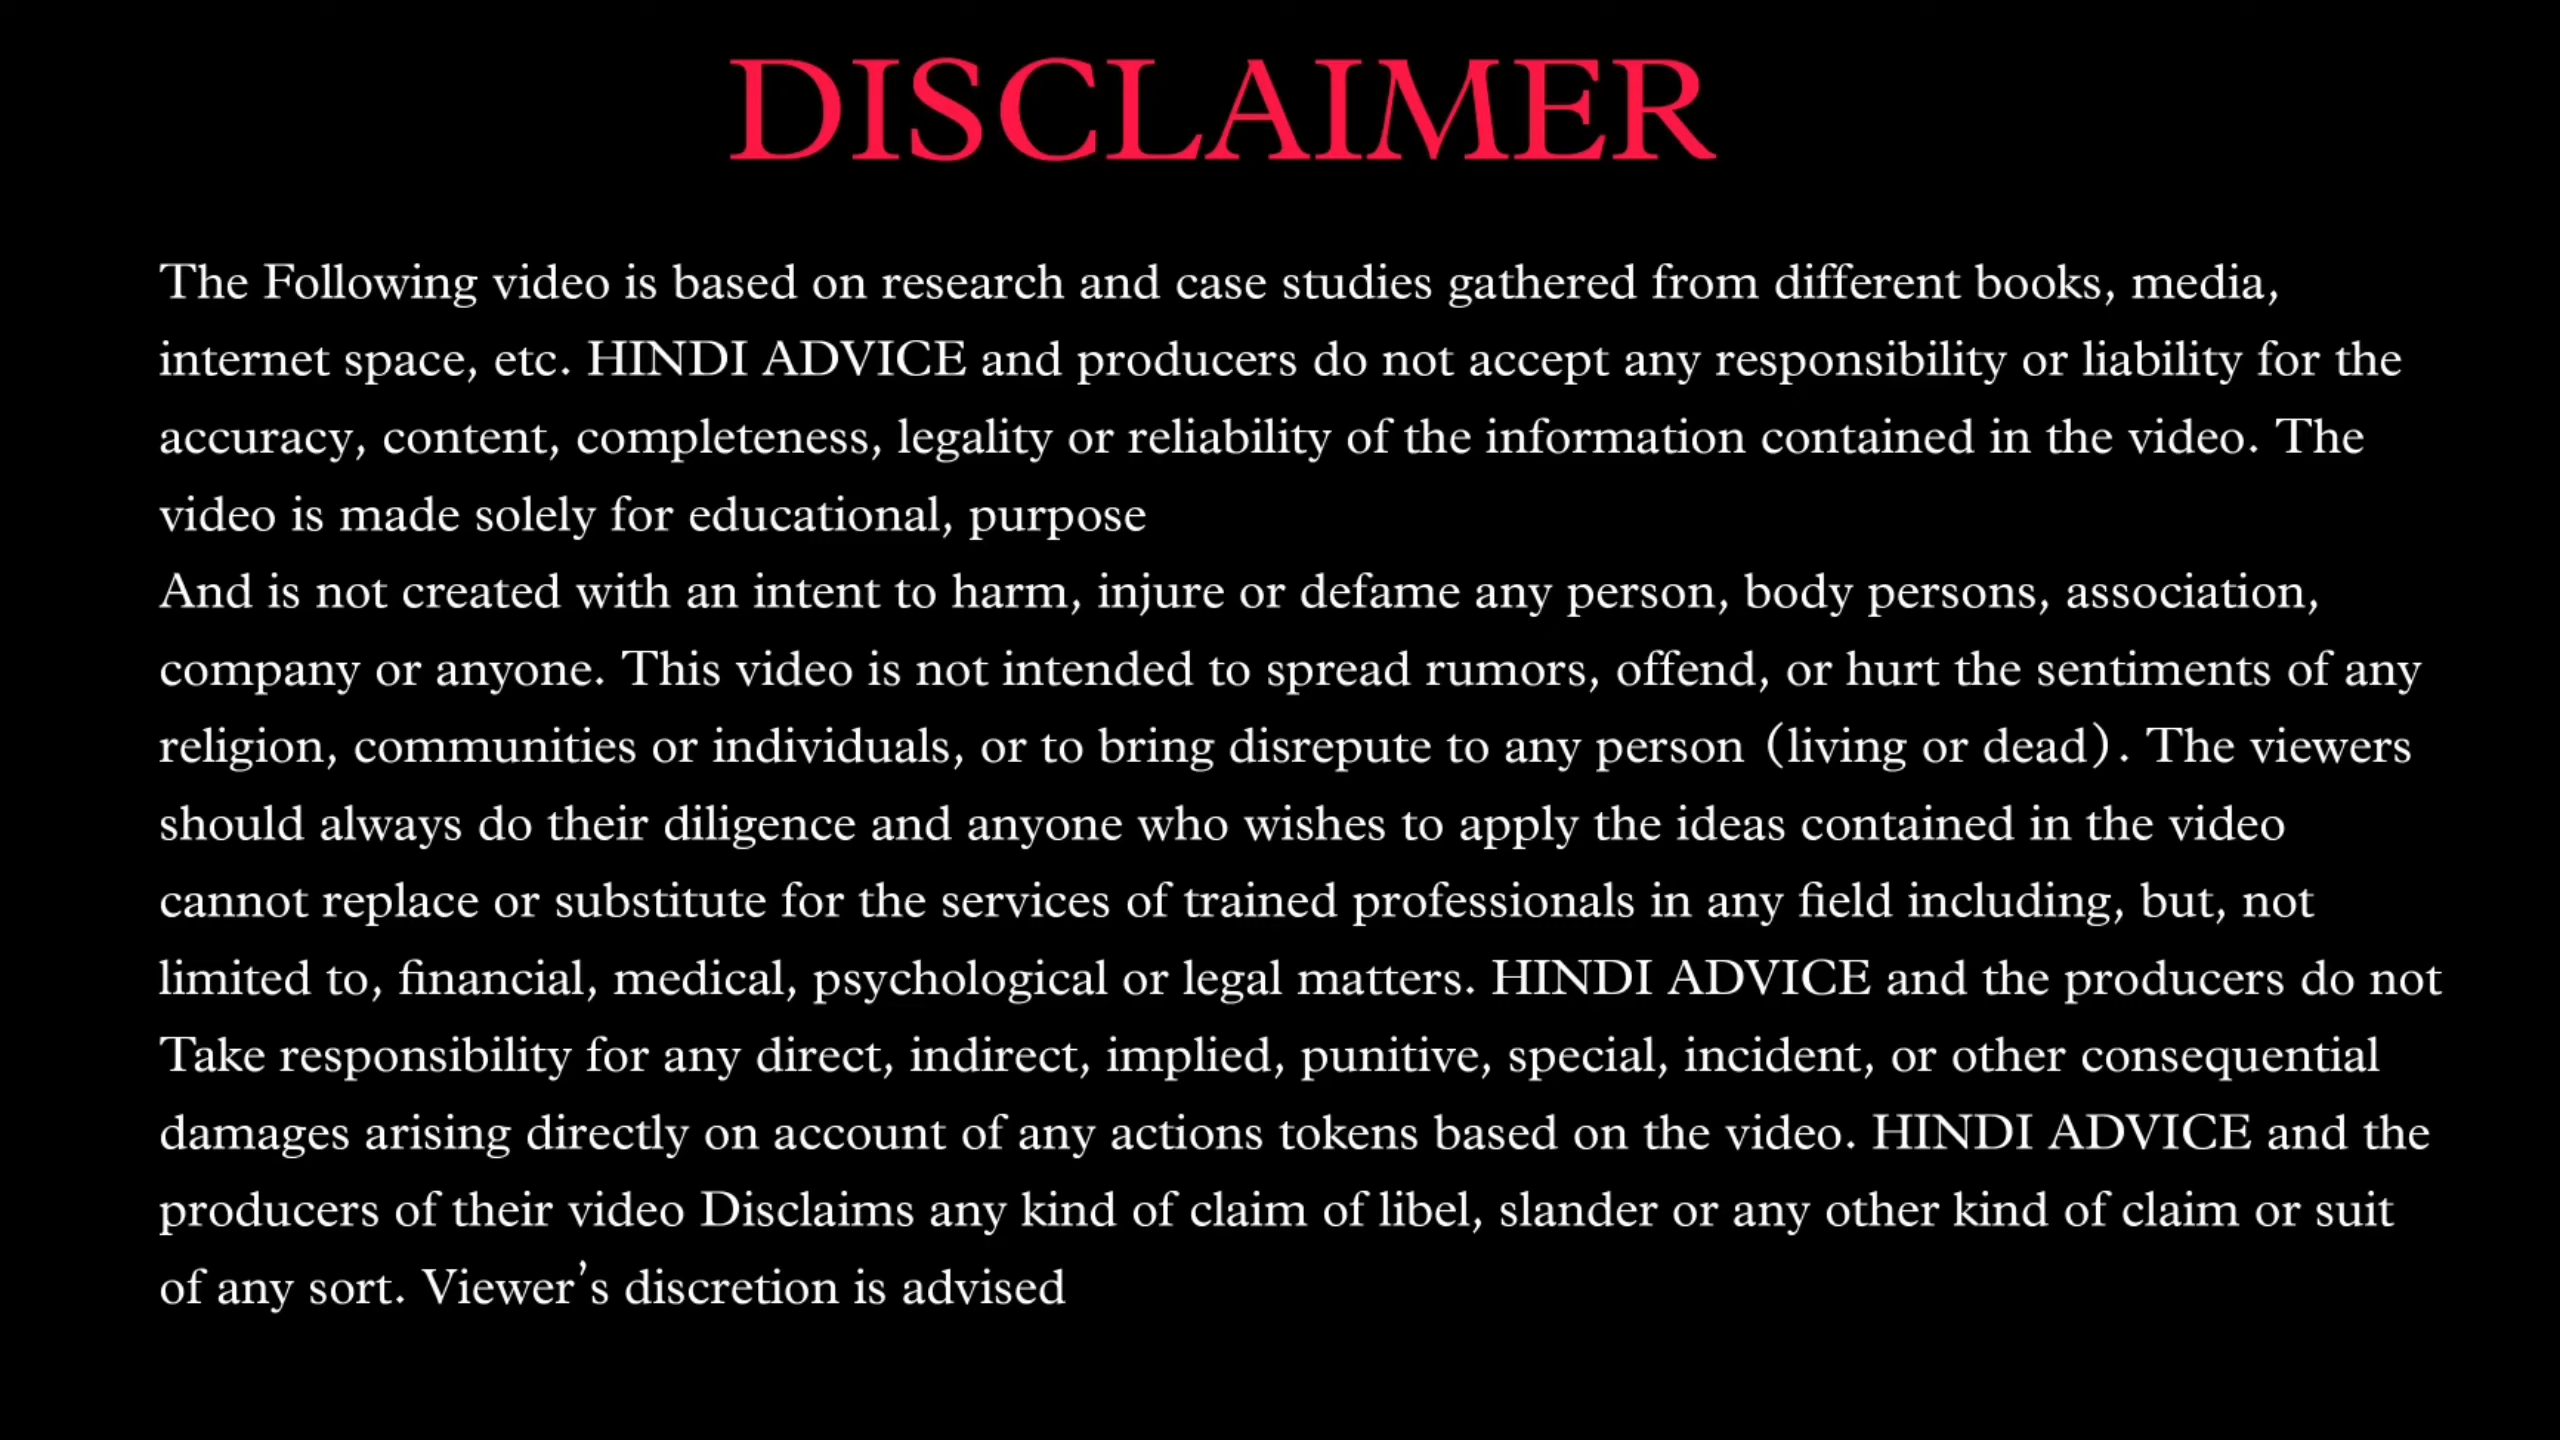 DISCLAIMER
The Following video is based on research and case studies gathered from different books, media,
internet space, etc. HINDI ADVICE and producers do not accept any responsibility or liability for the
accuracy, content, completeness, legality or reliability of the information contained in the video. The
video is made solely for educational, purpose
And is not created with an intent to harm, injure or defame any person, body persons, association,
company or anyone. This video is not intended to spread rumors, offend, or hurt the sentiments of any
religion, communities or individuals, or to bring disrepute to any person (living or dead). The viewers
should always do their diligence and anyone who wishes to apply the ideas contained in the video
cannot replace or substitute for the services of trained professionals in any field including, but, not
limited to, financial, medical, psychological or legal matters. HINDI ADVICE and the producers do not
Take responsibility for any direct, indirect, implied, punitive, special, incident, or other consequential
damages arising directly on account of any actions tokens based on the video. HINDI ADVICE and the
producers of their video Disclaims any kind of claim of libel, slander or any other kind of claim or suit
of any sort. Viewer’s discretion is advised